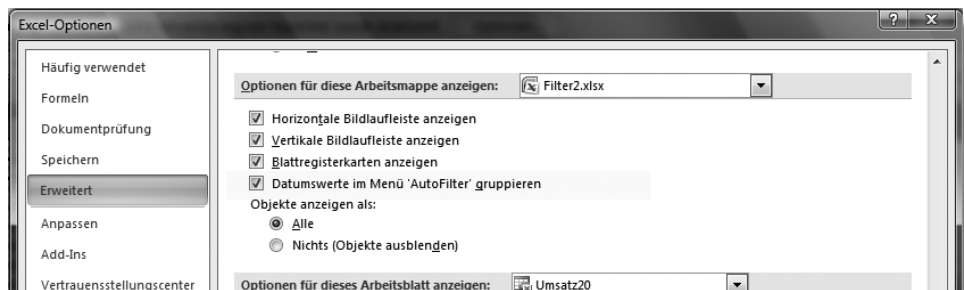 Excel-Optionen
Häufig verwendet
Formeln
Dokumentprüfung
Speichern
Erweitert
Anpassen
Add-Ins
Vertrauensstellungscenter
Optionen für diese Arbeitsmappe anzeigen: Filter2.xlsx
Horizontale Bildlaufleiste anzeigen
Vertikale Bildlaufleiste anzeigen
Blattregisterkarten anzeigen
Datumswerte im Menü 'AutoFilter' gruppieren
Objekte anzeigen als:
Alle
Nichts (Objekte ausblenden)
Optionen für dieses Arbeitsblatt anzeigen: Umsatz20